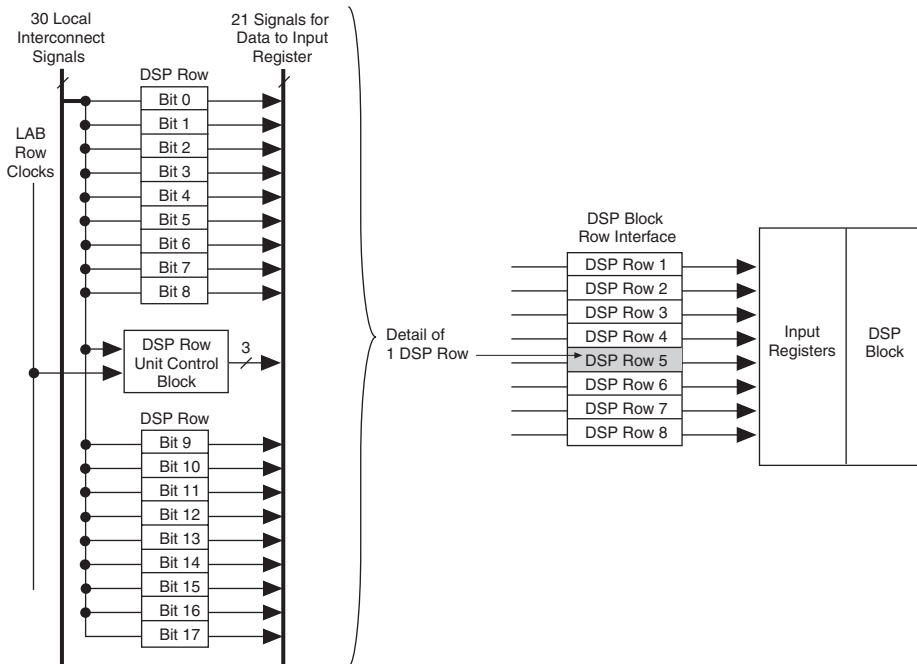 30 Local
Interconnect
Signals
21 Signals for
Data to Input
Register
LAB
Row
Clocks
DSP Row
Bit 0
Bit 1
Bit 2
Bit 3
Bit 4
Bit 5
Bit 6
Bit 7
Bit 8
DSP Row
Unit Control
Block
3
DSP Row
Bit 9
Bit 10
Bit 11
Bit 12
Bit 13
Bit 14
Bit 15
Bit 16
Bit 17
Detail of
1 DSP Row
DSP Block
Row Interface
DSP Row 1
DSP Row 2
DSP Row 3
DSP Row 4
DSP Row 5
DSP Row 6
DSP Row 7
DSP Row 8
Input
Registers
DSP
Block